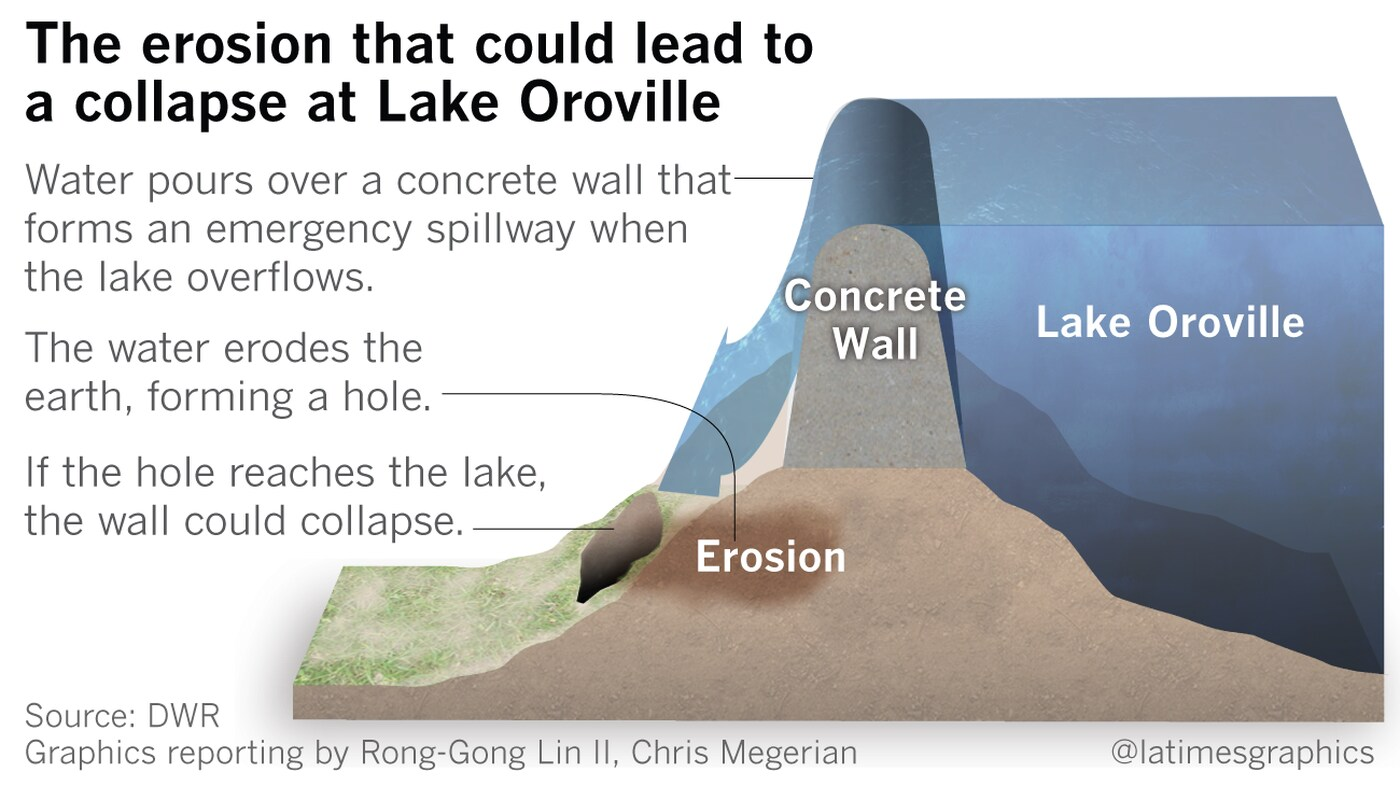 The erosion that could lead to
a collapse at Lake Oroville
Water pours over a concrete wall that
forms an emergency spillway when
the lake overflows.
The water erodes the
earth, forming a hole.
If the hole reaches the lake,
the wall could collapse.
Concrete
Wall
Lake Oroville
Erosion
Source: DWR
Graphics reporting by Rong-Gong Lin II, Chris Megerian
@latimesgraphics